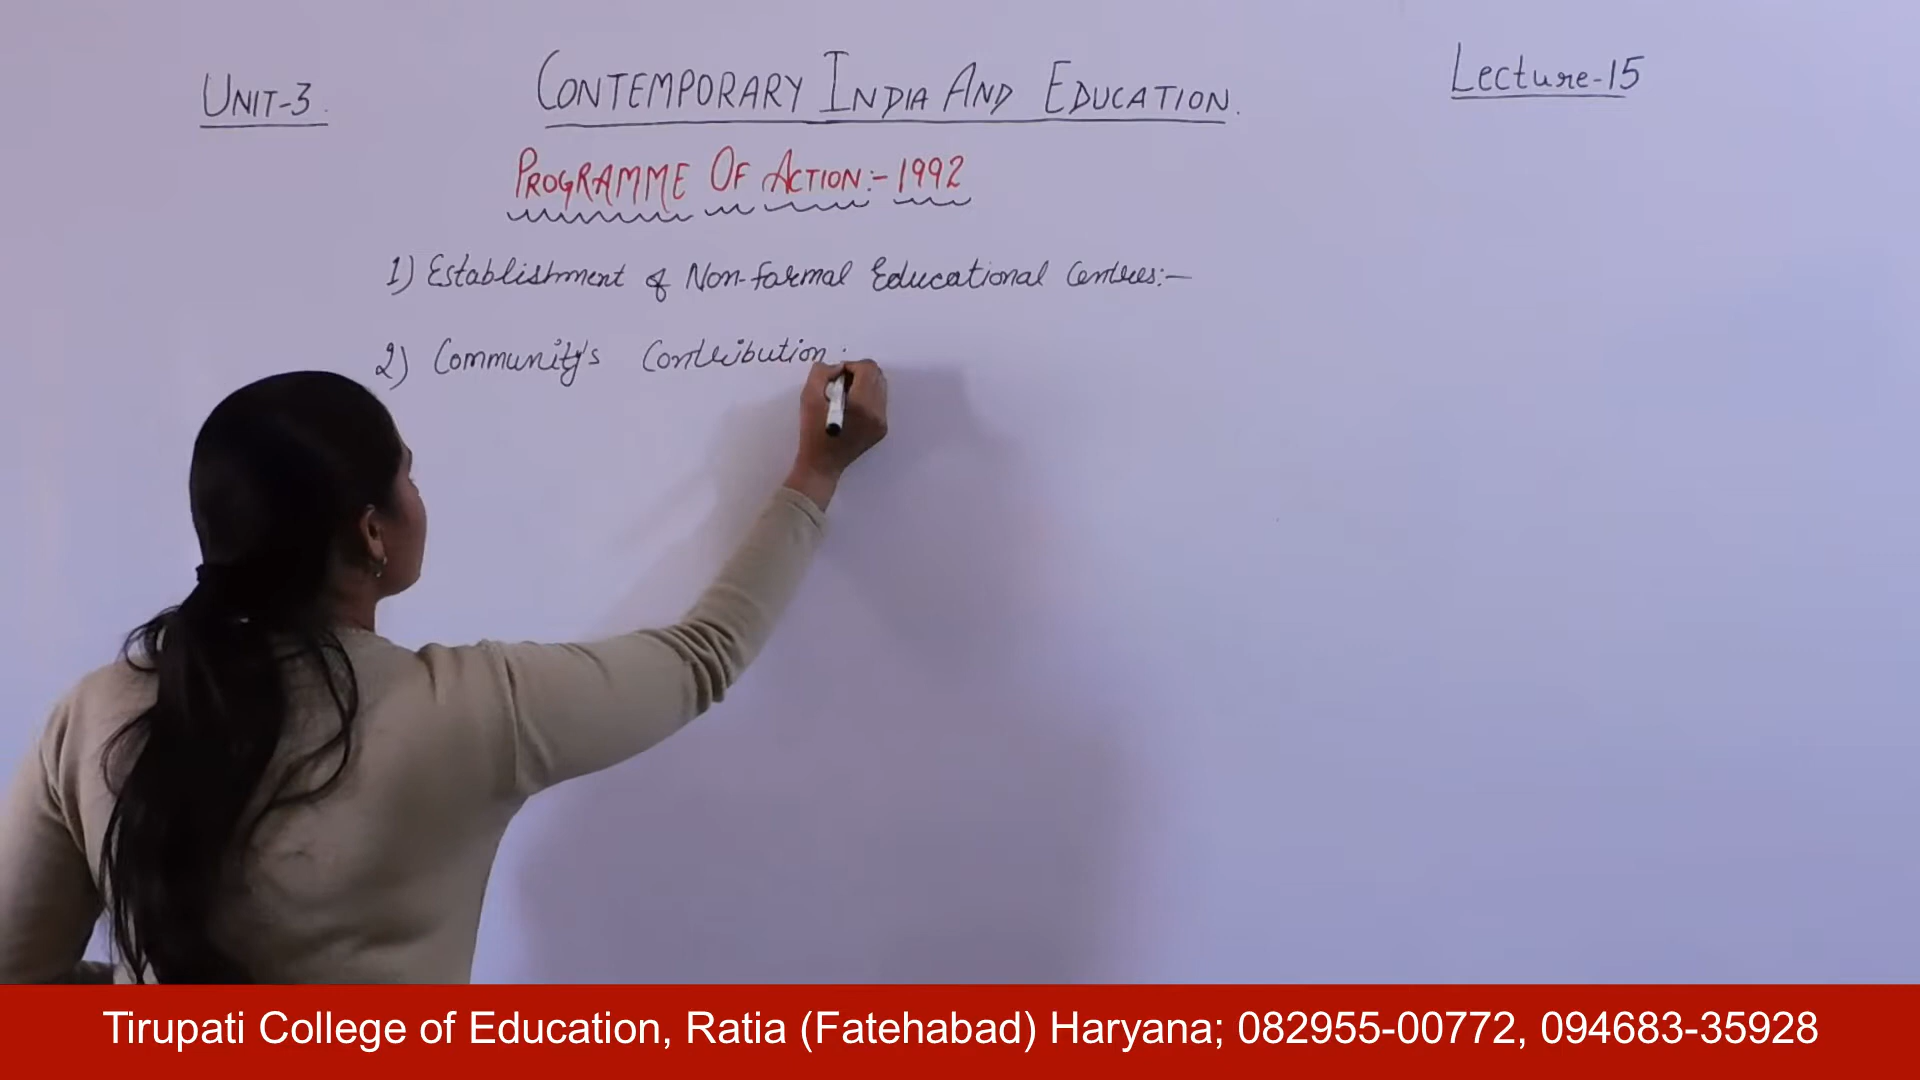 UNIT-3.
CONTEMPORARY INDIA AND EDUCATION.
Lecture-15
PROGRAMME OF ACTION:- 1992
1) Establishment of Non-formal Educational Centres:-
2) Community's Contribution:
Tirupati College of Education, Ratia (Fatehabad) Haryana; 082955-00772, 094683-35928